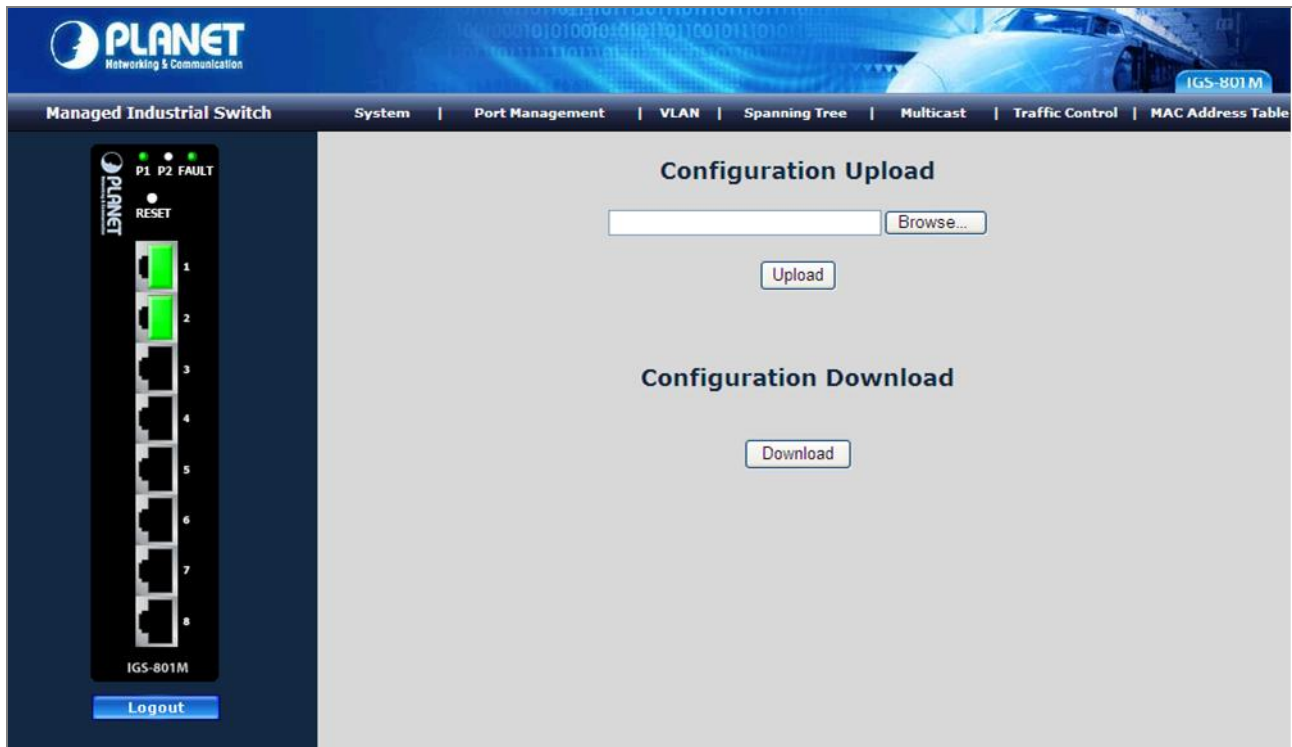 PLANET
Networking & Communication
IGS-801M
Managed Industrial Switch
System | Port Management | VLAN | Spanning Tree | Multicast | Traffic Control | MAC Address Table
PLANET
P1 P2 FAULT
RESET
1
2
3
4
5
6
7
8
IGS-801M
Logout
Configuration Upload
Browse...
Upload
Configuration Download
Download